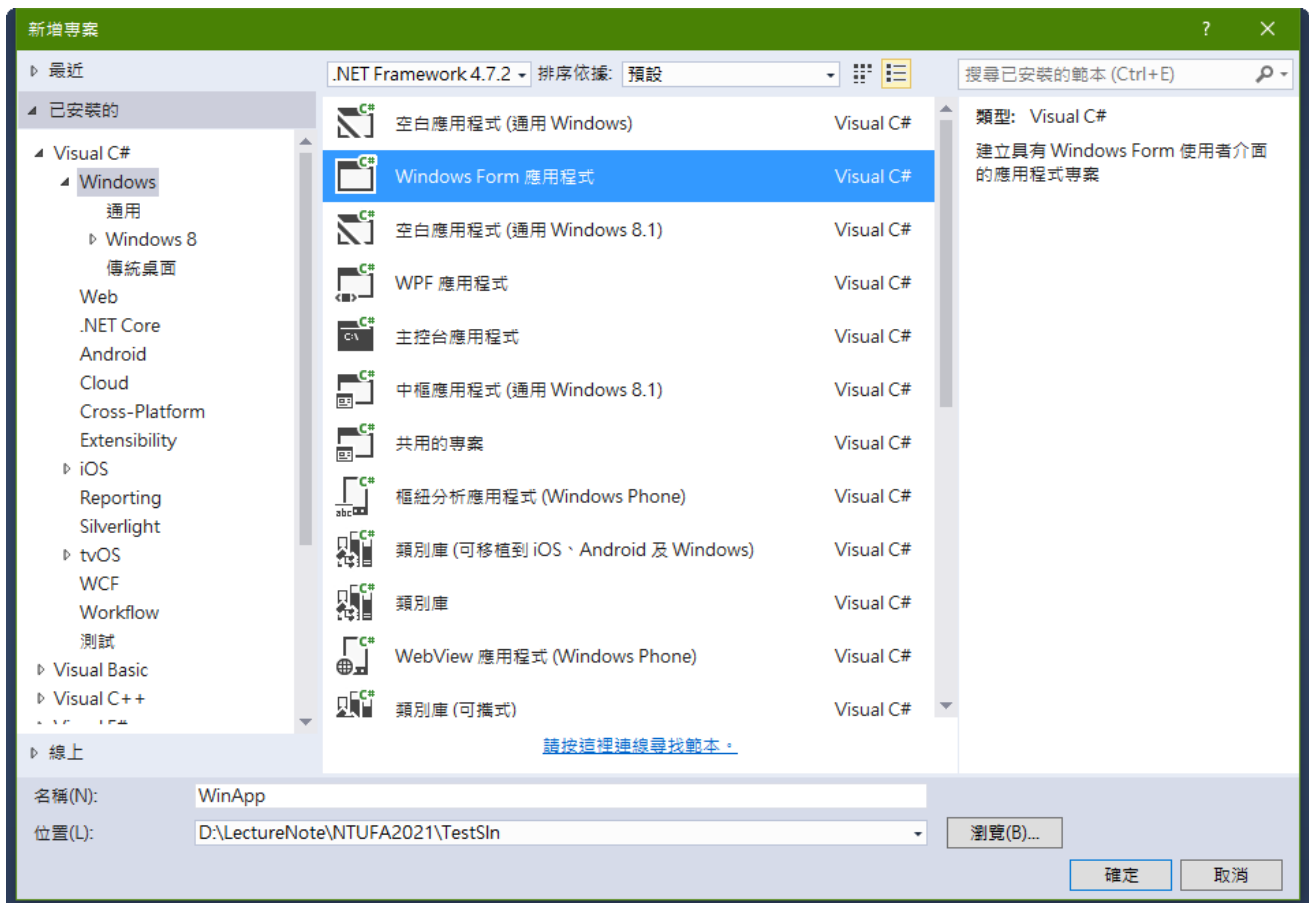 新增專案
?
最近
.NET Framework 4.7.2 排序依據: 預設
搜尋已安裝的範本 (Ctrl+E)
已安裝的
Visual C#
Windows
通用
Windows 8
傳統桌面
Web
.NET Core
Android
Cloud
Cross-Platform
Extensibility
iOS
Reporting
Silverlight
tvOS
WCF
Workflow
測試
Visual Basic
Visual C++
線上
空白應用程式 (通用 Windows) Visual C#
Windows Form 應用程式 Visual C#
空白應用程式 (通用 Windows 8.1) Visual C#
WPF 應用程式 Visual C#
主控台應用程式 Visual C#
中樞應用程式 (通用 Windows 8.1) Visual C#
共用的專案 Visual C#
樞紐分析應用程式 (Windows Phone) Visual C#
類別庫 (可移植到 iOS、Android 及 Windows) Visual C#
類別庫 Visual C#
WebView 應用程式 (Windows Phone) Visual C#
類別庫 (可攜式) Visual C#
請按這裡連線尋找範本。
類型: Visual C#
建立具有 Windows Form 使用者介面
的應用程式專案
名稱(N): WinApp
位置(L): D:\LectureNote\NTUFA2021\TestSln
瀏覽(B)...
確定
取消